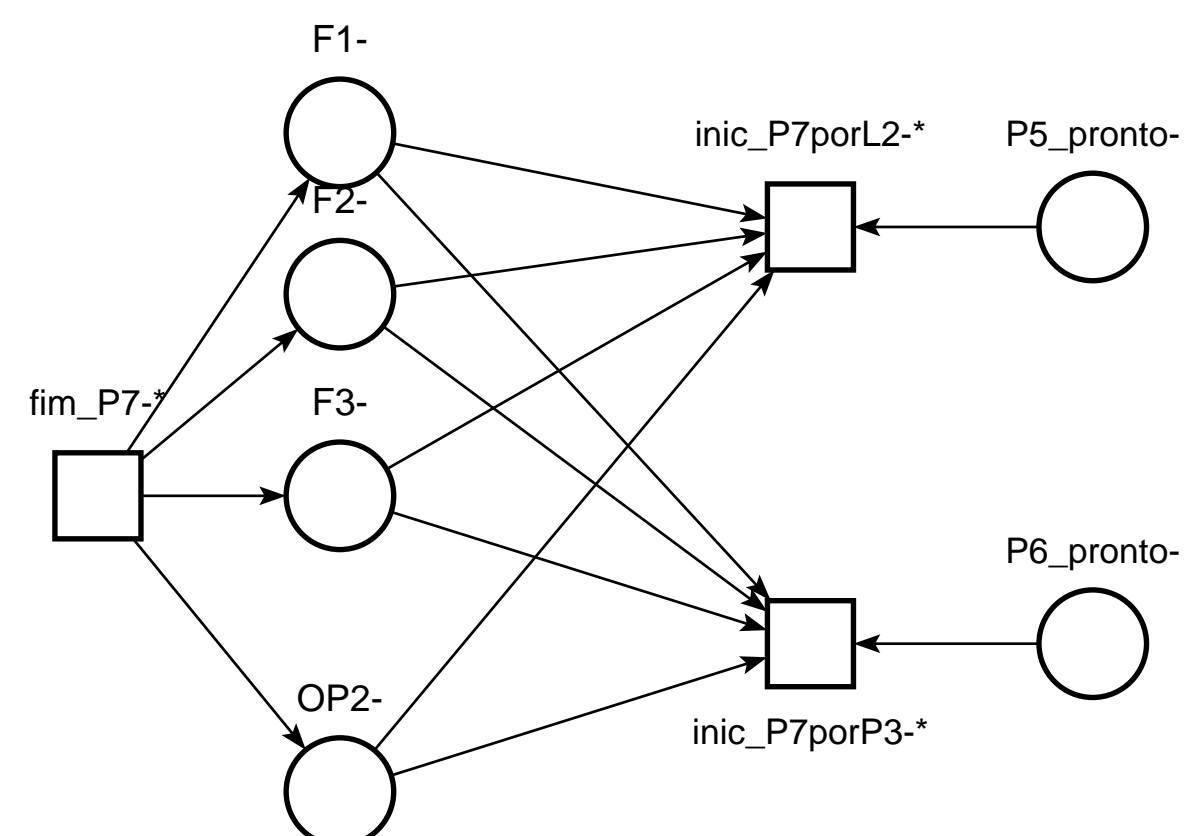 F1-
inic_P7porL2-*
P5_pronto-
F2-
fim_P7-*
F3-
P6_pronto-
OP2-
inic_P7porP3-*